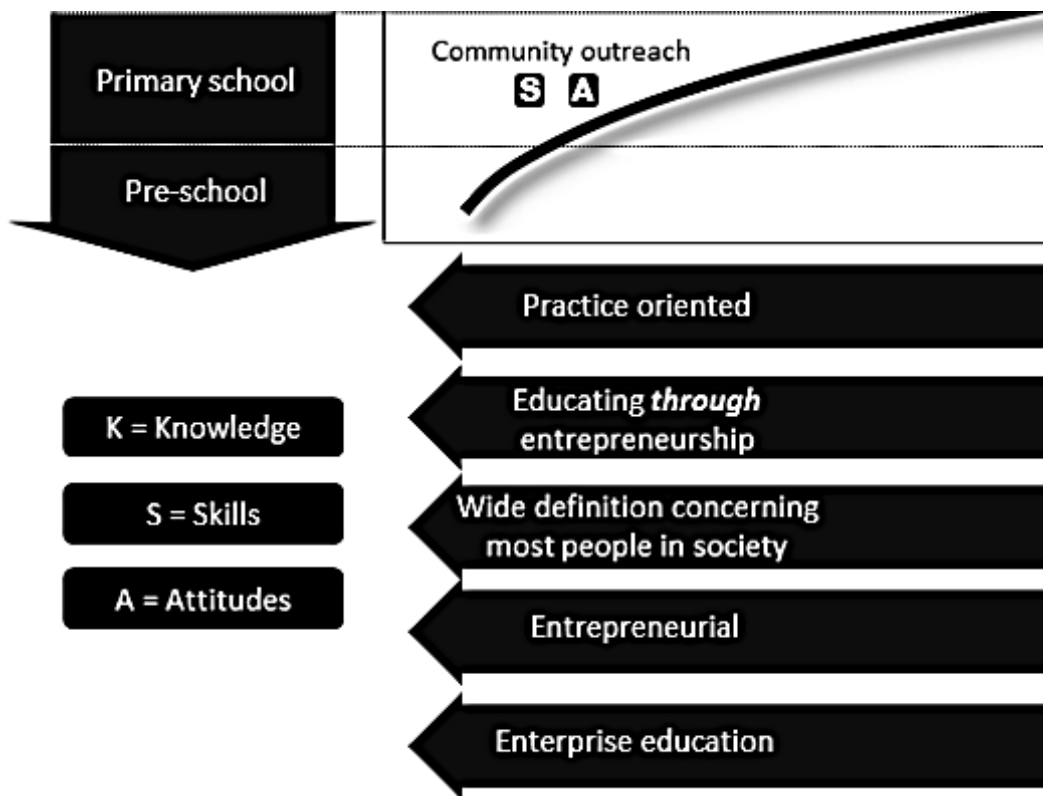 Primary school
Community outreach
S A
Pre-school
Practice oriented
Educating through
entrepreneurship
Wide definition concerning
most people in society
Entrepreneurial
Enterprise education
K = Knowledge
S = Skills
A = Attitudes